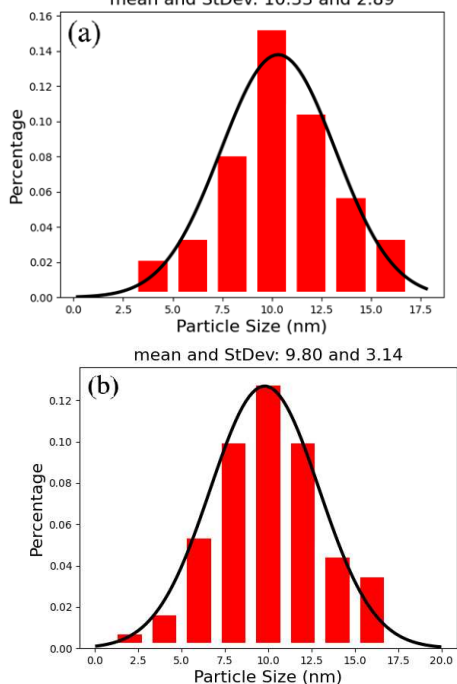 mean and StDev: 10.33 and 2.89
(a)
0.16
0.14
0.12
0.10
0.08
0.06
0.04
0.02
0.00
Percentage
0.0 2.5 5.0 7.5 10.0 12.5 15.0 17.5
Particle Size (nm)
mean and StDev: 9.80 and 3.14
(b)
0.12
0.10
0.08
0.06
0.04
0.02
0.00
Percentage
0.0 2.5 5.0 7.5 10.0 12.5 15.0 17.5 20.0
Particle Size (nm)